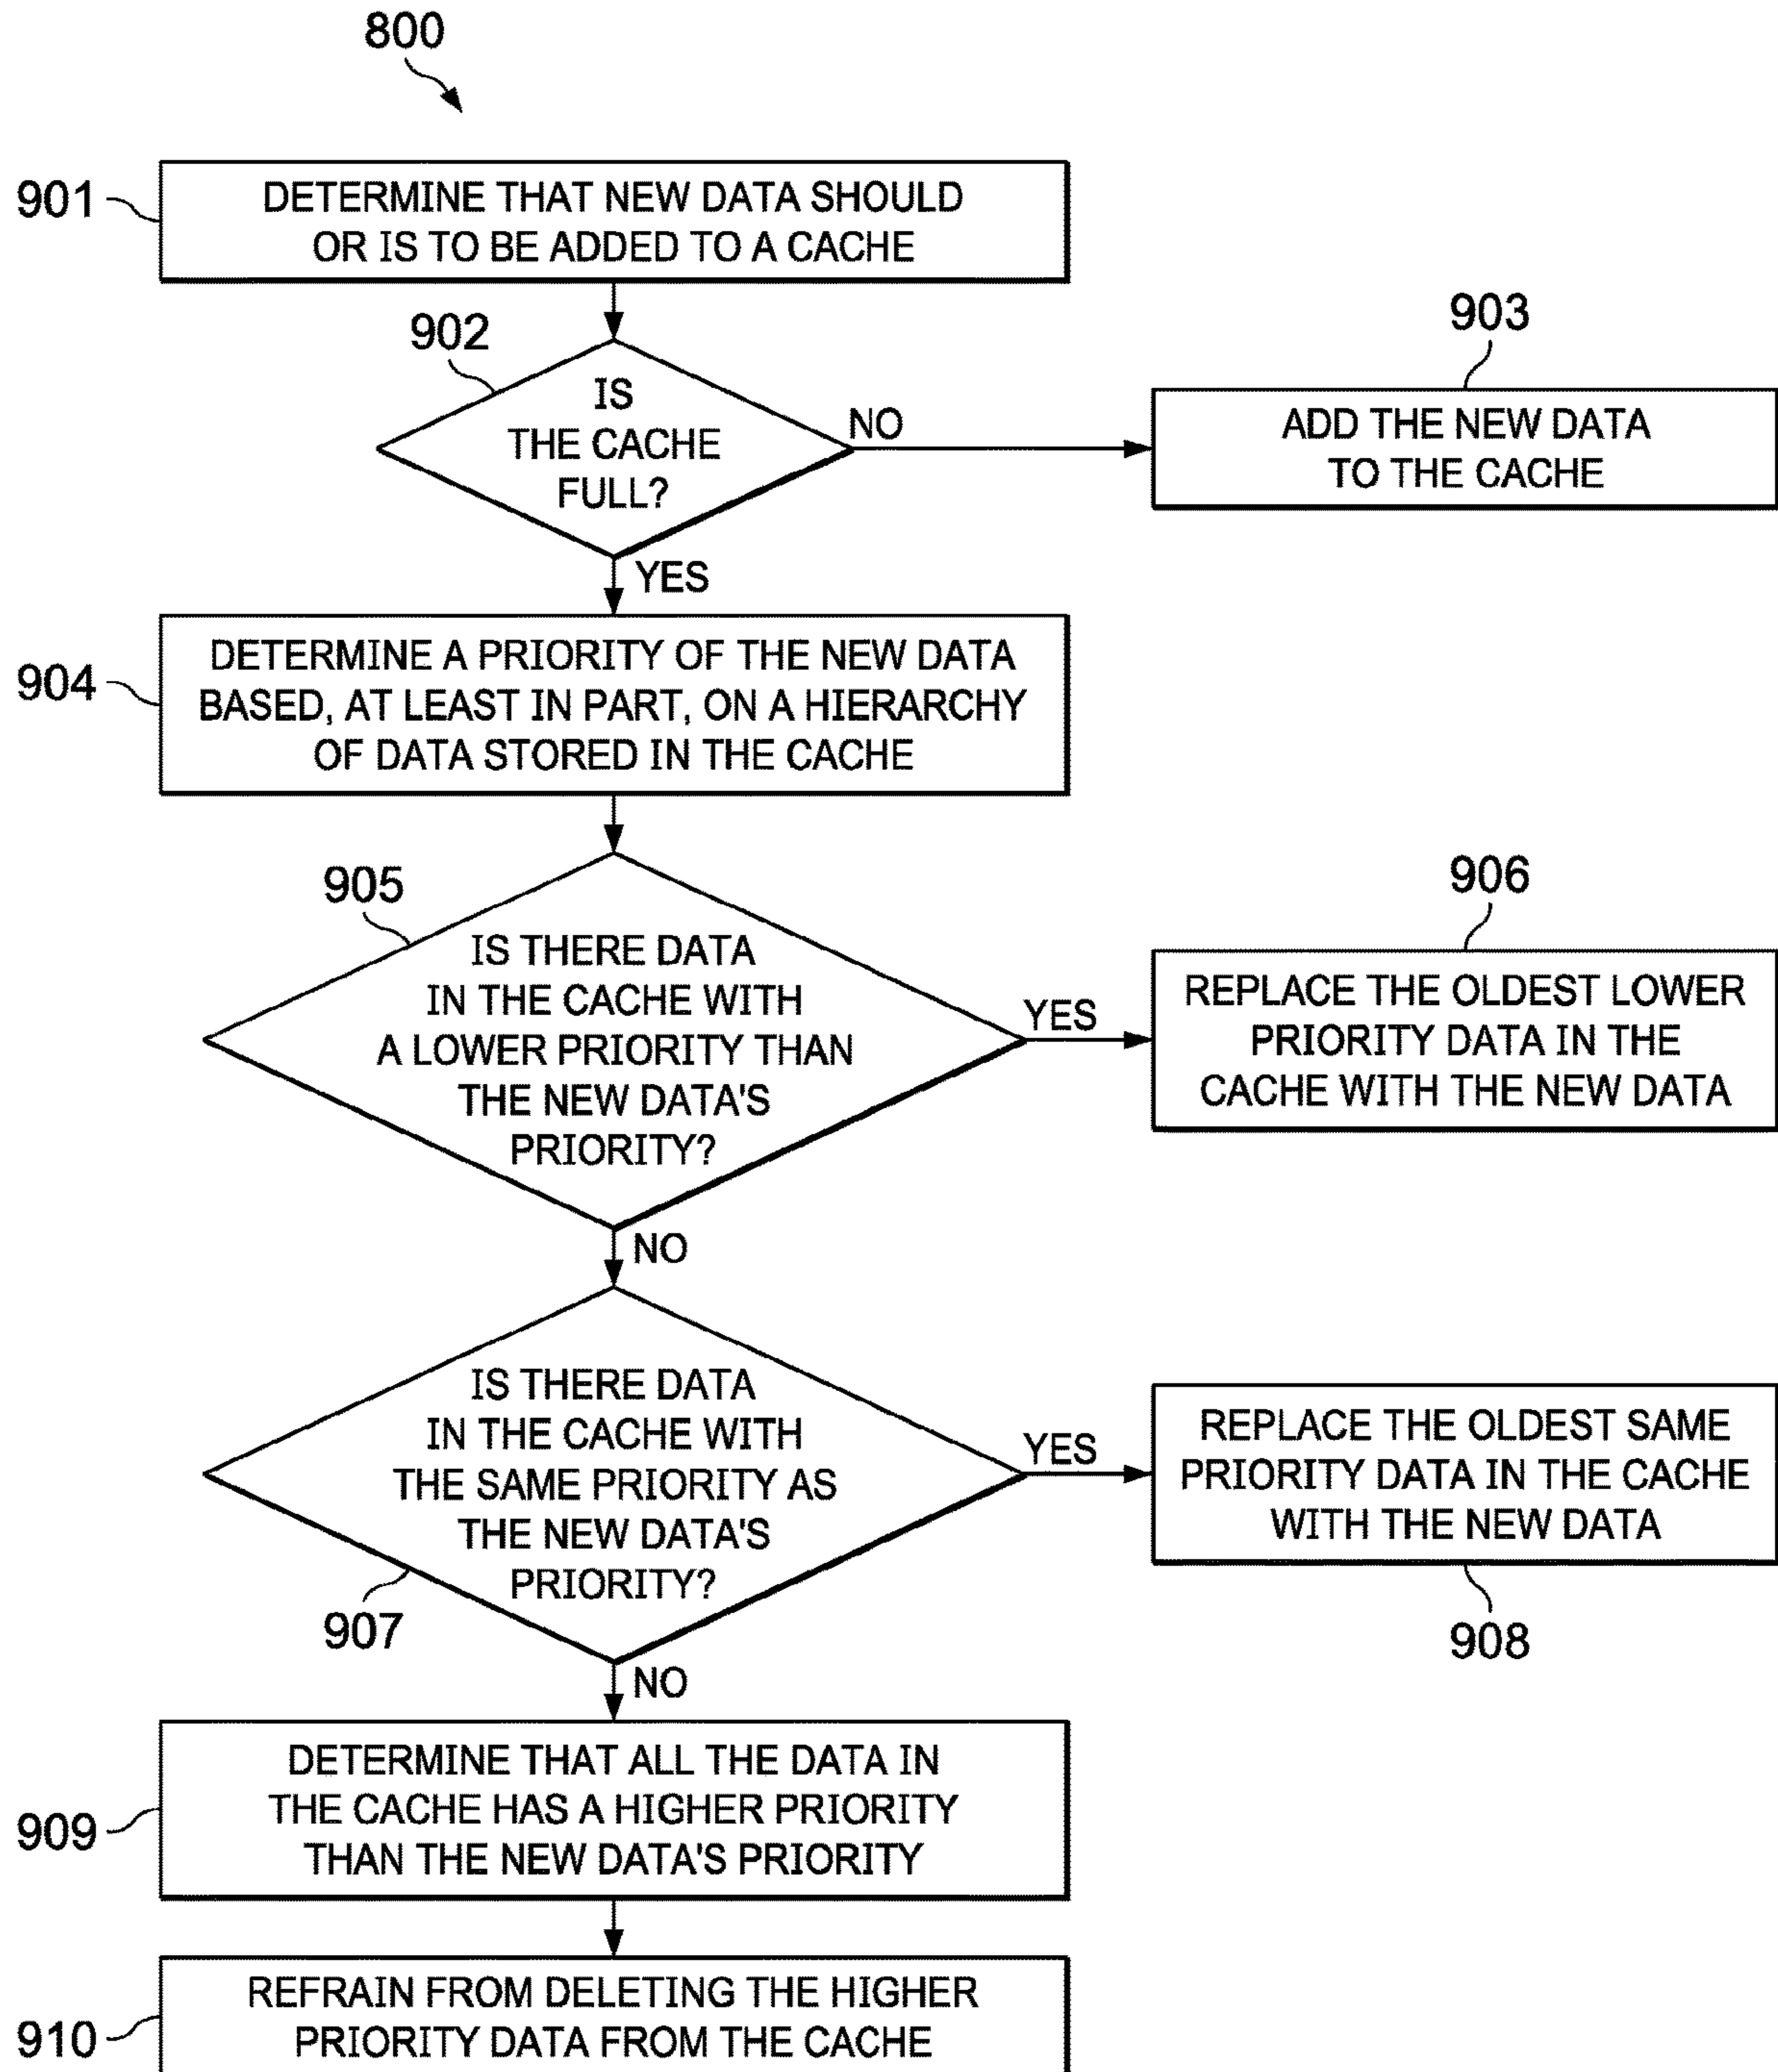 800
901
DETERMINE THAT NEW DATA SHOULD
OR IS TO BE ADDED TO A CACHE
902
IS
THE CACHE
FULL?
NO
903
ADD THE NEW DATA
TO THE CACHE
YES
904
DETERMINE A PRIORITY OF THE NEW DATA
BASED, AT LEAST IN PART, ON A HIERARCHY
OF DATA STORED IN THE CACHE
905
IS THERE DATA
IN THE CACHE WITH
A LOWER PRIORITY THAN
THE NEW DATA'S
PRIORITY?
YES
906
REPLACE THE OLDEST LOWER
PRIORITY DATA IN THE
CACHE WITH THE NEW DATA
NO
IS THERE DATA
IN THE CACHE WITH
THE SAME PRIORITY AS
THE NEW DATA'S
PRIORITY?
907
YES
REPLACE THE OLDEST SAME
PRIORITY DATA IN THE CACHE
WITH THE NEW DATA
908
NO
909
DETERMINE THAT ALL THE DATA IN
THE CACHE HAS A HIGHER PRIORITY
THAN THE NEW DATA'S PRIORITY
910
REFRAIN FROM DELETING THE HIGHER
PRIORITY DATA FROM THE CACHE